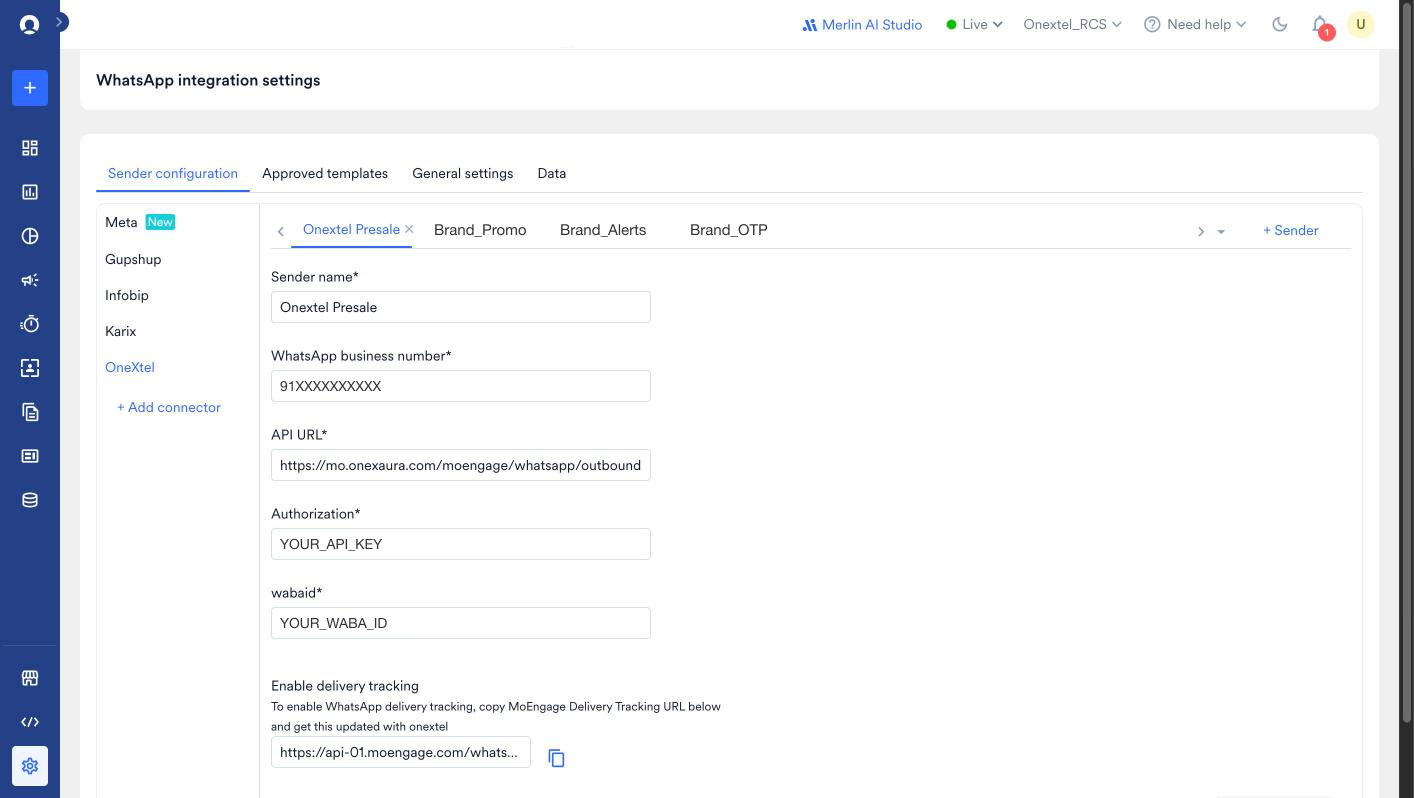 Merlin AI Studio
Live
Onextel_RCS
Need help
1
U
WhatsApp integration settings
Sender configuration
Approved templates
General settings
Data
Meta
New
Gupshup
Infobip
Karix
OneXtel
+ Add connector
Onextel Presale
Brand_Promo
Brand_Alerts
Brand_OTP
+ Sender
Sender name*
Onextel Presale
WhatsApp business number*
91XXXXXXXXXX
API URL*
https://mo.onexaura.com/moengage/whatsapp/outbound
Authorization*
YOUR_API_KEY
wabaid*
YOUR_WABA_ID
Enable delivery tracking
To enable WhatsApp delivery tracking, copy MoEngage Delivery Tracking URL below
and get this updated with onextel
https://api-01.moengage.com/whats...